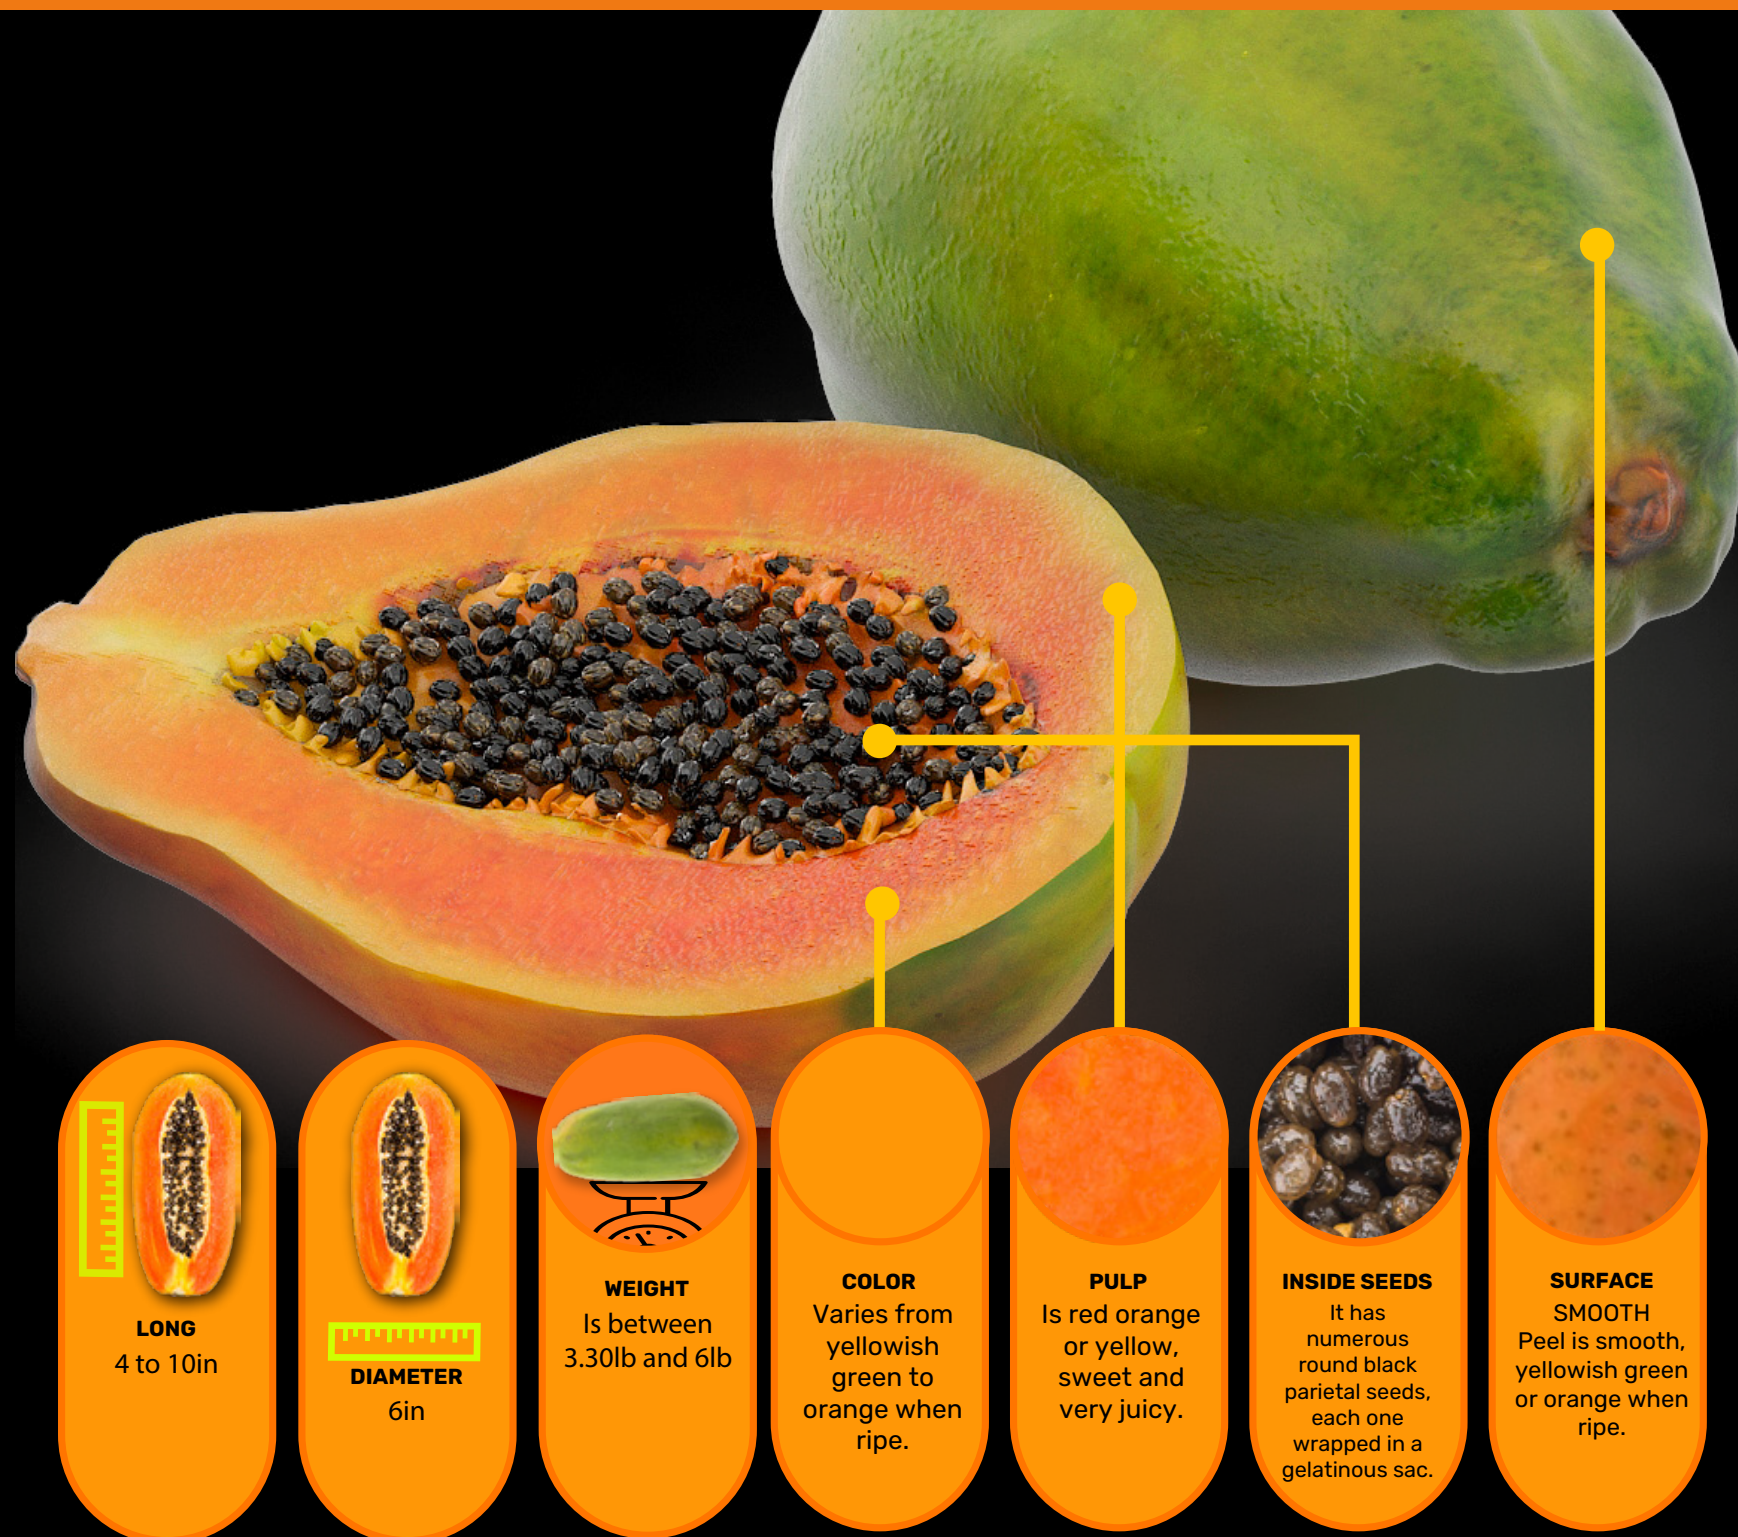 LONG
4 to 10in
DIAMETER
6in
WEIGHT
Is between
3.30lb and 6lb
COLOR
Varies from
yellowish
green to
orange when
ripe.
PULP
Is red orange
or yellow,
sweet and
very juicy.
INSIDE SEEDS
It has
numerous
round black
parietal seeds,
each one
wrapped in a
gelatinous sac.
SURFACE
SMOOTH
Peel is smooth,
yellowish green
or orange when
ripe.